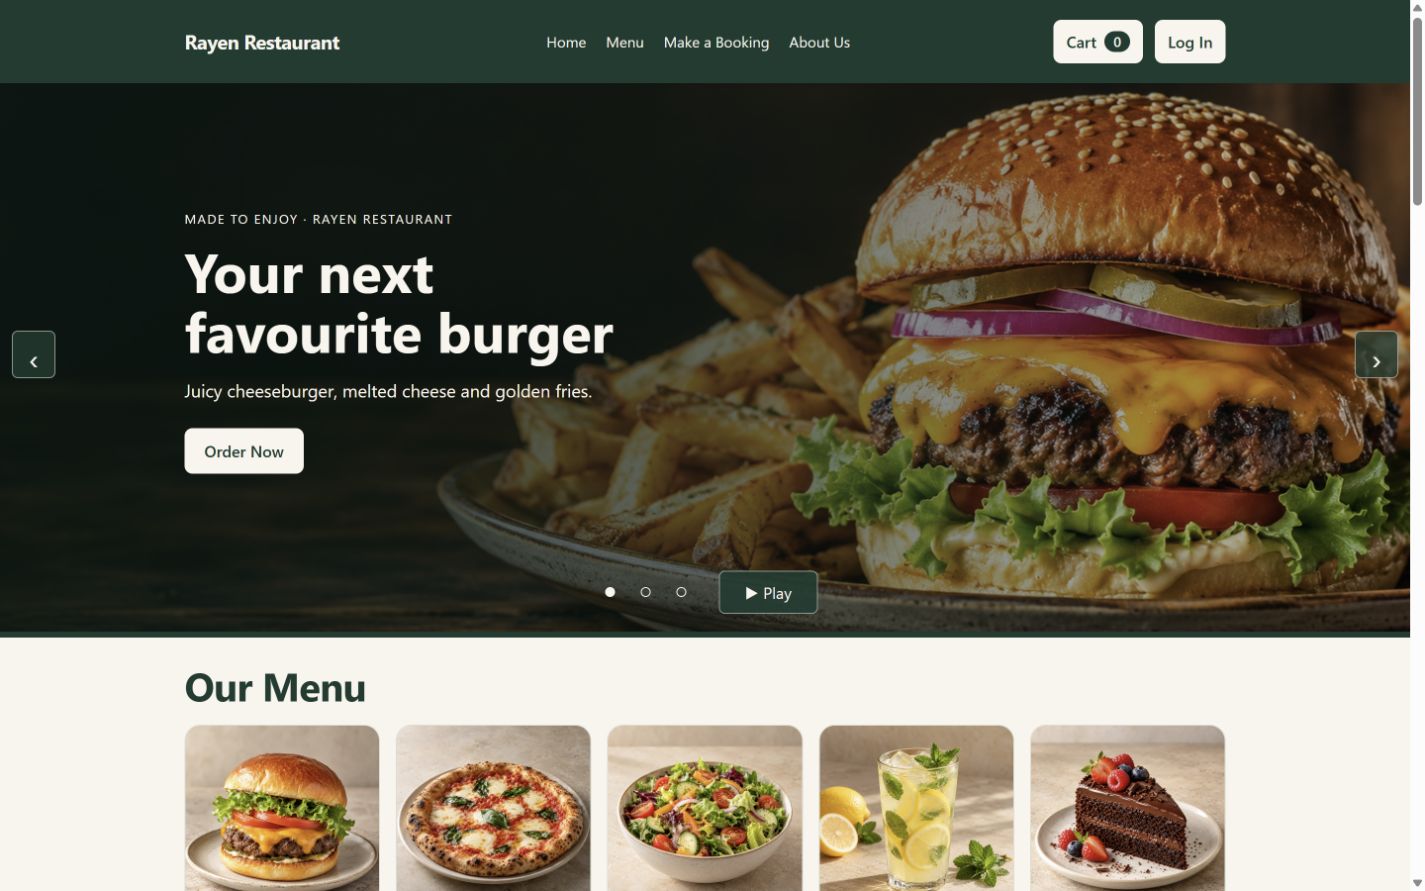 Rayen Restaurant
Home
Menu
Make a Booking
About Us
Cart 0
Log In
MADE TO ENJOY · RAYEN RESTAURANT
Your next
favourite burger
Juicy cheeseburger, melted cheese and golden fries.
Order Now
‹
›
▶ Play
Our Menu